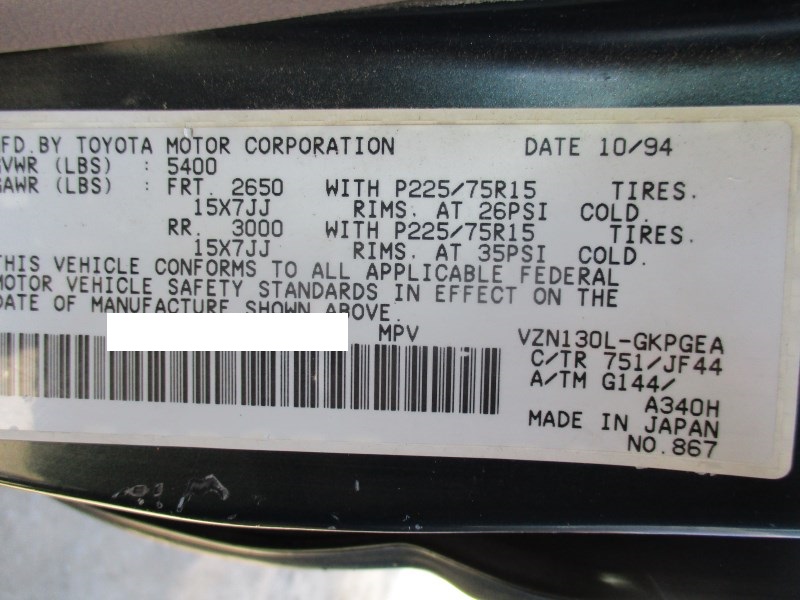 MFD.BY TOYOTA MOTOR CORPORATION DATE 10/94
GVWR (LBS) : 5400
GAWR (LBS) : FRT. 2650 WITH P225/75R15 TIRES.
15X7JJ RIMS. AT 26PSI COLD.
RR. 3000 WITH P225/75R15 TIRES.
15X7JJ RIMS. AT 35PSI COLD.
THIS VEHICLE CONFORMS TO ALL APPLICABLE FEDERAL
MOTOR VEHICLE SAFETY STANDARDS IN EFFECT ON THE
DATE OF MANUFACTURE SHOWN ABOVE.
MPV VZN130L-GKPGEA
C/TR 751/JF44
A/TM G144/
A340H
MADE IN JAPAN
NO.867